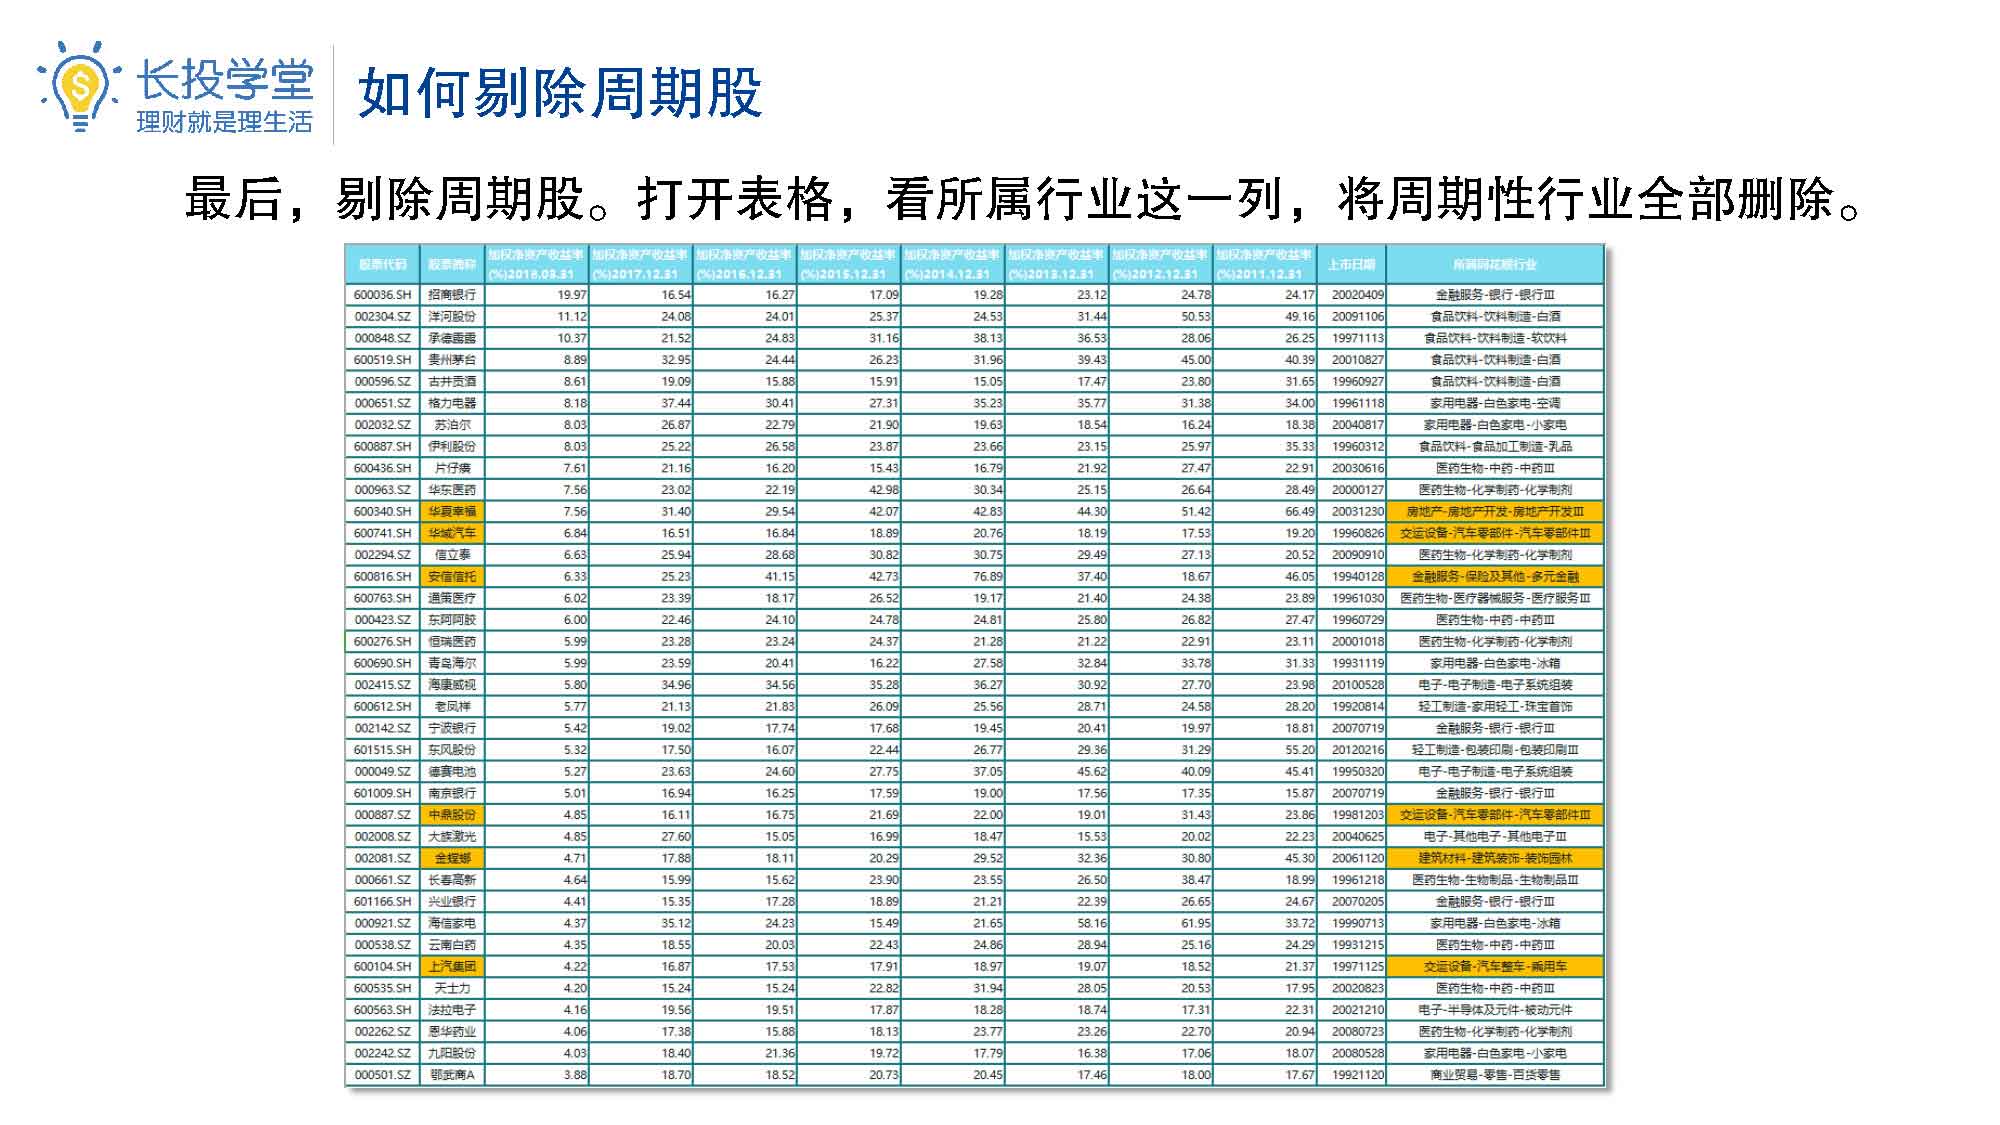 长投学堂
理财就是理生活
如何剔除周期股
最后，剔除周期股。打开表格，看所属行业这一列，将周期性行业全部删除。
股票代码 股票简称 加权净资产收益率(%)2018.03.31 加权净资产收益率(%)2017.12.31 加权净资产收益率(%)2016.12.31 加权净资产收益率(%)2015.12.31 加权净资产收益率(%)2014.12.31 加权净资产收益率(%)2013.12.31 加权净资产收益率(%)2012.12.31 加权净资产收益率(%)2011.12.31 上市日期 所属同花顺行业
600036.SH 招商银行 19.97 16.54 16.27 17.09 19.28 23.12 24.78 24.17 20020409 金融服务-银行-银行Ⅲ
002304.SZ 洋河股份 11.12 24.08 24.01 25.37 24.53 31.44 50.53 49.16 20091106 食品饮料-饮料制造-白酒
000848.SZ 承德露露 10.37 21.52 24.83 31.16 38.13 36.53 28.06 26.25 19971113 食品饮料-饮料制造-软饮料
600519.SH 贵州茅台 8.89 32.95 24.44 26.23 31.96 39.43 45.00 40.39 20010827 食品饮料-饮料制造-白酒
000596.SZ 古井贡酒 8.61 19.09 15.88 15.91 15.05 17.47 23.80 31.65 19960927 食品饮料-饮料制造-白酒
000651.SZ 格力电器 8.18 37.44 30.41 27.31 35.23 35.77 31.38 34.00 19961118 家用电器-白色家电-空调
002032.SZ 苏泊尔 8.03 26.87 22.79 21.90 19.63 18.54 16.24 18.38 20040817 家用电器-白色家电-小家电
600887.SH 伊利股份 8.03 25.22 26.58 23.87 23.66 23.15 25.97 35.33 19960312 食品饮料-食品加工制造-乳品
600436.SH 片仔癀 7.61 21.16 16.20 15.43 16.79 21.92 27.47 22.91 20030616 医药生物-中药-中药Ⅲ
000963.SZ 华东医药 7.56 23.02 22.19 42.98 30.34 25.15 26.64 28.49 20000127 医药生物-化学制药-化学制剂
600340.SH 华夏幸福 7.56 31.40 29.54 42.07 42.83 44.30 51.42 66.49 20031230 房地产-房地产开发-房地产开发Ⅲ
600741.SH 华域汽车 6.84 16.51 16.84 18.89 20.76 18.19 17.53 19.20 19960826 交运设备-汽车零部件-汽车零部件Ⅲ
002294.SZ 信立泰 6.63 25.94 28.68 30.82 30.75 29.49 27.13 20.52 20090910 医药生物-化学制药-化学制剂
600816.SH 安信信托 6.33 25.23 41.15 42.73 76.89 37.40 18.67 46.05 19940128 金融服务-保险及其他-多元金融
600763.SH 通策医疗 6.02 23.39 18.17 26.52 19.17 21.40 24.38 23.89 19961030 医药生物-医疗器械服务-医疗服务Ⅲ
000423.SZ 东阿阿胶 6.00 22.46 24.10 24.78 24.81 25.80 26.82 27.47 19960729 医药生物-中药-中药Ⅲ
600276.SH 恒瑞医药 5.99 23.28 23.24 24.37 21.28 21.22 22.91 23.11 20001018 医药生物-化学制药-化学制剂
600690.SH 青岛海尔 5.99 23.59 20.41 16.22 27.58 32.84 33.78 31.33 19931119 家用电器-白色家电-冰箱
002415.SZ 海康威视 5.80 34.96 34.56 35.28 36.27 30.92 27.70 23.98 20100528 电子-电子制造-电子系统组装
600612.SH 老凤祥 5.77 21.13 21.83 26.09 25.56 28.71 24.58 28.20 19920814 轻工制造-家用轻工-珠宝首饰
002142.SZ 宁波银行 5.42 19.02 17.74 17.68 19.45 20.41 19.97 18.81 20070719 金融服务-银行-银行Ⅲ
601515.SH 东风股份 5.32 17.50 16.07 22.44 26.77 29.36 31.29 55.20 20120216 轻工制造-包装印刷-包装印刷Ⅲ
000049.SZ 德赛电池 5.27 23.63 24.60 27.75 37.05 45.62 40.09 45.41 19950320 电子-电子制造-电子系统组装
601009.SH 南京银行 5.01 16.94 16.25 17.59 19.00 17.56 17.35 15.87 20070719 金融服务-银行-银行Ⅲ
000887.SZ 中鼎股份 4.85 16.11 16.75 21.69 22.00 19.01 31.43 23.86 19981203 交运设备-汽车零部件-汽车零部件Ⅲ
002008.SZ 大族激光 4.85 27.60 15.05 16.99 18.47 15.53 20.02 22.23 20040625 电子-其他电子-其他电子Ⅲ
002081.SZ 金螳螂 4.71 17.88 18.11 20.29 29.52 32.36 30.80 45.30 20061120 建筑材料-建筑装饰-装饰园林
000661.SZ 长春高新 4.64 15.99 15.62 23.90 23.55 26.50 38.47 18.99 19961218 医药生物-生物制品-生物制品Ⅲ
601166.SH 兴业银行 4.41 15.35 17.28 18.89 21.21 22.39 26.65 24.67 20070205 金融服务-银行-银行Ⅲ
000921.SZ 海信家电 4.37 35.12 24.23 15.49 21.65 58.16 61.95 33.72 19990713 家用电器-白色家电-冰箱
000538.SZ 云南白药 4.35 18.55 20.03 22.43 24.86 28.94 25.16 24.29 19931215 医药生物-中药-中药Ⅲ
600104.SH 上汽集团 4.22 16.87 17.53 17.91 18.97 19.07 18.52 21.37 19971125 交运设备-汽车整车-乘用车
600535.SH 天士力 4.20 15.24 15.24 22.82 31.94 28.05 20.53 17.95 20020823 医药生物-中药-中药Ⅲ
600563.SH 法拉电子 4.16 19.56 19.51 17.87 18.28 18.74 17.31 22.31 20021210 电子-半导体及元件-被动元件
002262.SZ 恩华药业 4.06 17.38 15.88 18.13 23.77 23.26 22.70 20.94 20080723 医药生物-化学制药-化学制剂
002242.SZ 九阳股份 4.03 18.40 21.36 19.72 17.79 16.38 17.06 18.07 20080528 家用电器-白色家电-小家电
000501.SZ 鄂武商A 3.88 18.70 18.52 20.73 20.45 17.46 18.00 17.67 19921120 商业贸易-零售-百货零售